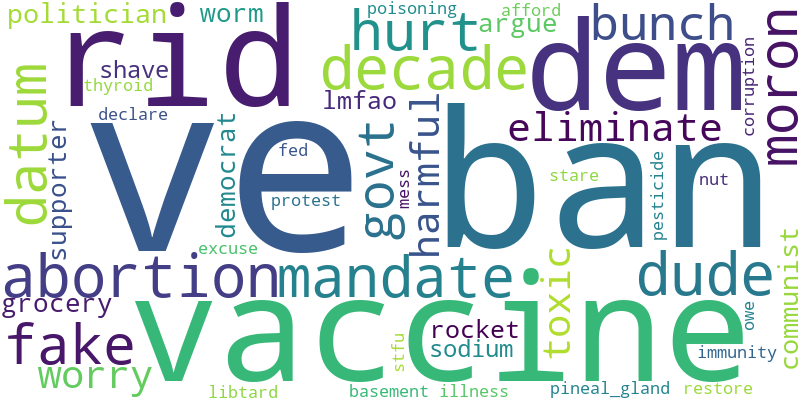 politician
worm
rid
poisoning
hurt
afford
argue
bunch
dem
moron
shave
thyroid
decade
lmfao
datum
declare
supporter
democrat
ve
fed
protest
govt
mess
harmful
eliminate
corruption
ban
stare
pesticide
nut
excuse
abortion
mandate
toxic
dude
communist
grocery
fake
vaccine
rocket
sodium
stfu
owe
immunity
worry
libtard
basement
illness
pineal_gland
restore